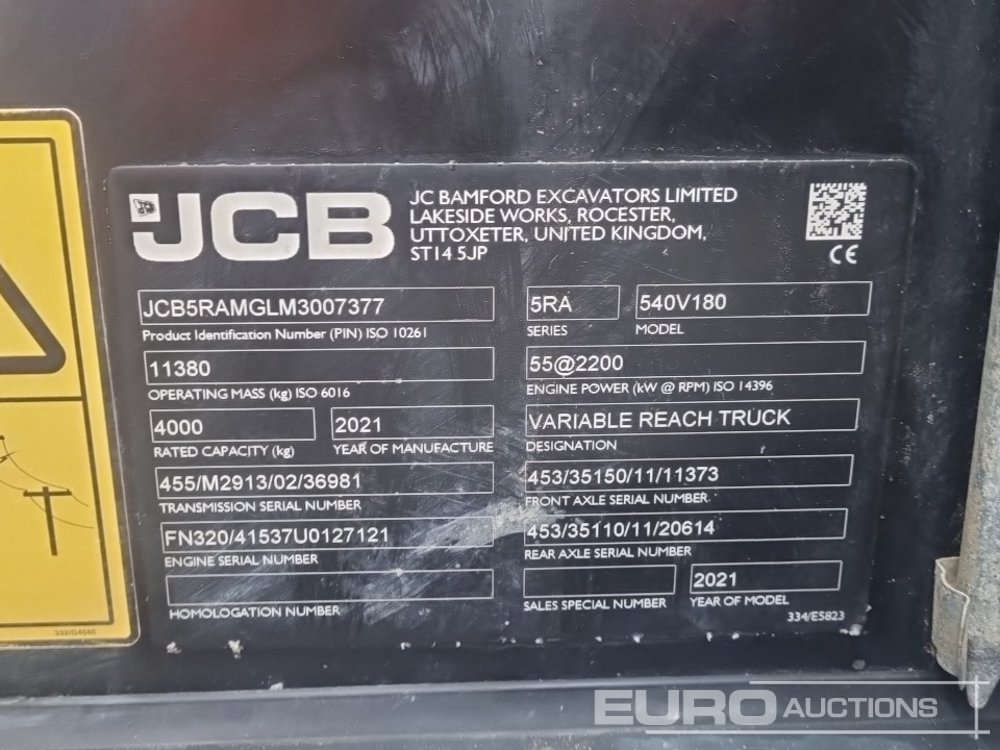 JCB
JC BAMFORD EXCAVATORS LIMITED
LAKESIDE WORKS, ROCESTER,
UTTOXETER, UNITED KINGDOM,
ST14 5JP
CE
JCB5RAMGLM3007377
Product Identification Number (PIN) ISO 10261
5RA
SERIES
540V180
MODEL
11380
OPERATING MASS (kg) ISO 6016
55@2200
ENGINE POWER (kW @ RPM) ISO 14396
4000
RATED CAPACITY (kg)
2021
YEAR OF MANUFACTURE
VARIABLE REACH TRUCK
DESIGNATION
455/M2913/02/36981
TRANSMISSION SERIAL NUMBER
453/35150/11/11373
FRONT AXLE SERIAL NUMBER
FN320/41537U0127121
ENGINE SERIAL NUMBER
453/35110/11/20614
REAR AXLE SERIAL NUMBER
HOMOLOGATION NUMBER
SALES SPECIAL NUMBER
2021
YEAR OF MODEL
334/E5823
332/G4040
EURO AUCTIONS